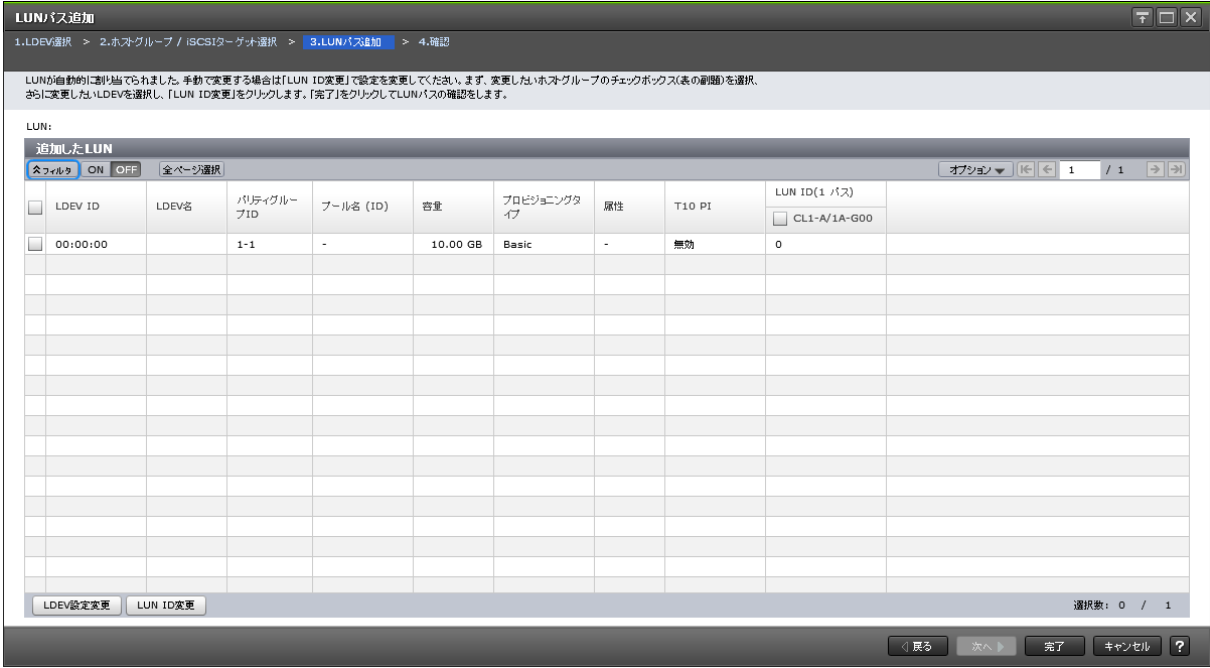 LUNパス追加
1.LDEV選択 > 2.ホストグループ / iSCSIターゲット選択 > 3.LUNパス追加 > 4.確認
LUNが自動的に割り当てられました。手動で変更する場合は「LUN ID変更」で設定を変更してください。まず、変更したいホストグループのチェックボックス(表の副題)を選択、
さらに変更したいLDEVを選択し、「LUN ID変更」をクリックします。「完了」をクリックしてLUNパスの確認をします。
LUN:
追加したLUN
フィルタ ON OFF 全ページ選択 オプション 1 / 1
LDEV ID LDEV名 パリティグループID プール名 (ID) 容量 プロビジョニングタイプ 属性 T10 PI LUN ID(1 パス)
CL1-A/1A-G00
00:00:00 1-1 - 10.00 GB Basic - 無効 0
LDEV設定変更 LUN ID変更 選択数: 0 / 1
戻る 次へ 完了 キャンセル ?